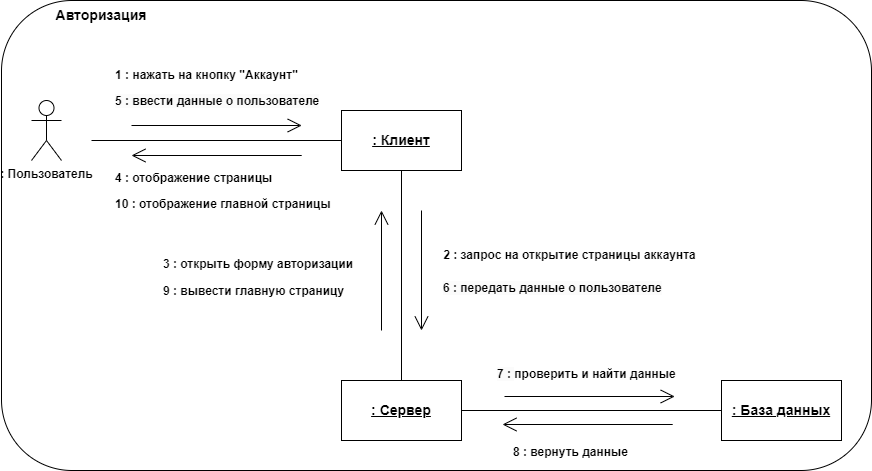 Авторизация
1 : нажать на кнопку "Аккаунт"
5 : ввести данные о пользователе
: Клиент
: Пользователь
4 : отображение страницы
10 : отображение главной страницы
3 : открыть форму авторизации
9 : вывести главную страницу
2 : запрос на открытие страницы аккаунта
6 : передать данные о пользователе
7 : проверить и найти данные
: Сервер
: База данных
8 : вернуть данные